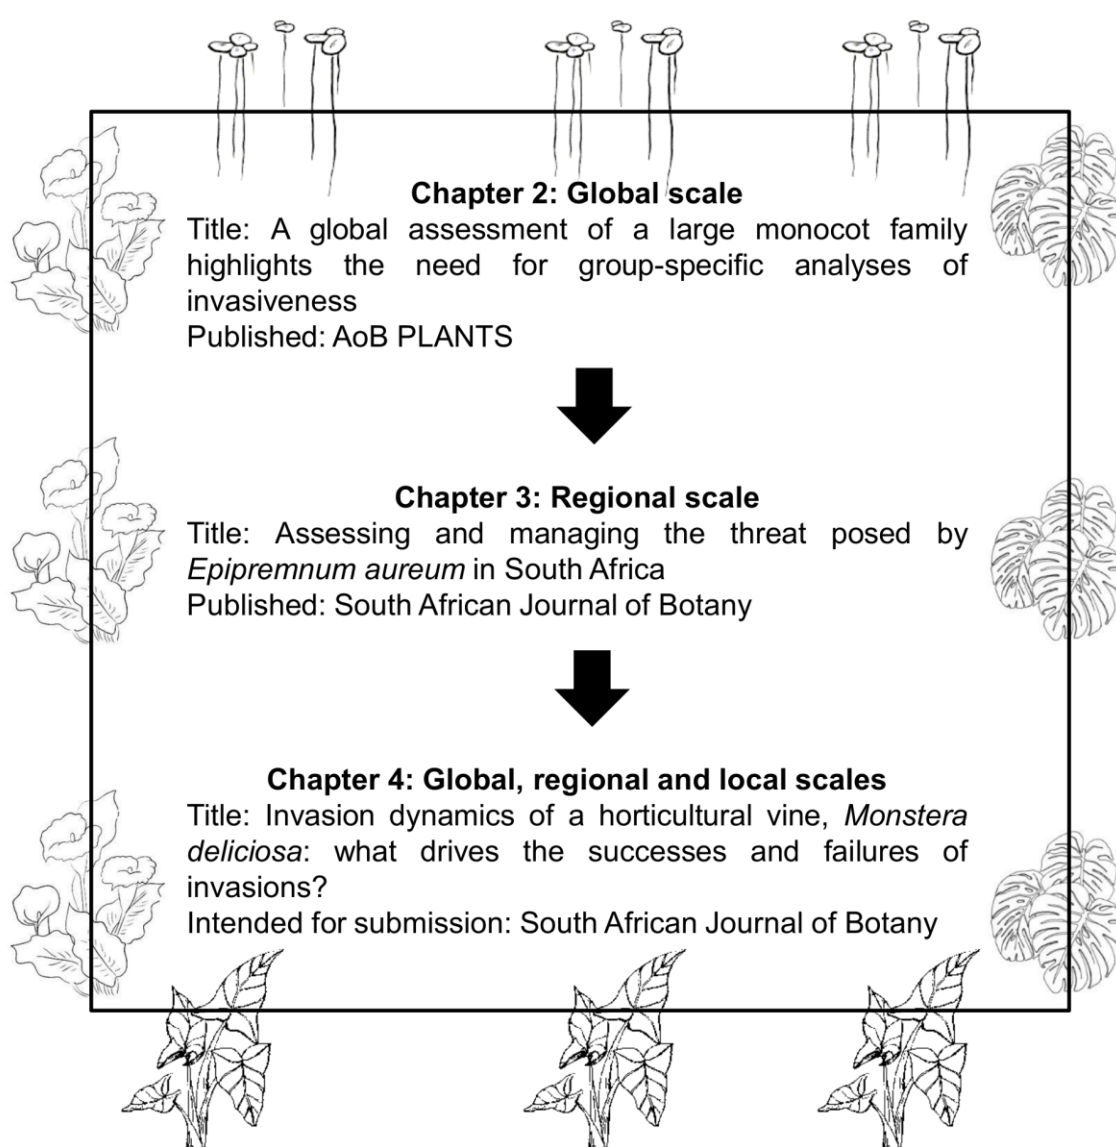 Chapter 2: Global scale
Title: A global assessment of a large monocot family
highlights the need for group-specific analyses of
invasiveness
Published: AoB PLANTS
Chapter 3: Regional scale
Title: Assessing and managing the threat posed by
Epipremnum aureum in South Africa
Published: South African Journal of Botany
Chapter 4: Global, regional and local scales
Title: Invasion dynamics of a horticultural vine, Monstera
deliciosa: what drives the successes and failures of
invasions?
Intended for submission: South African Journal of Botany